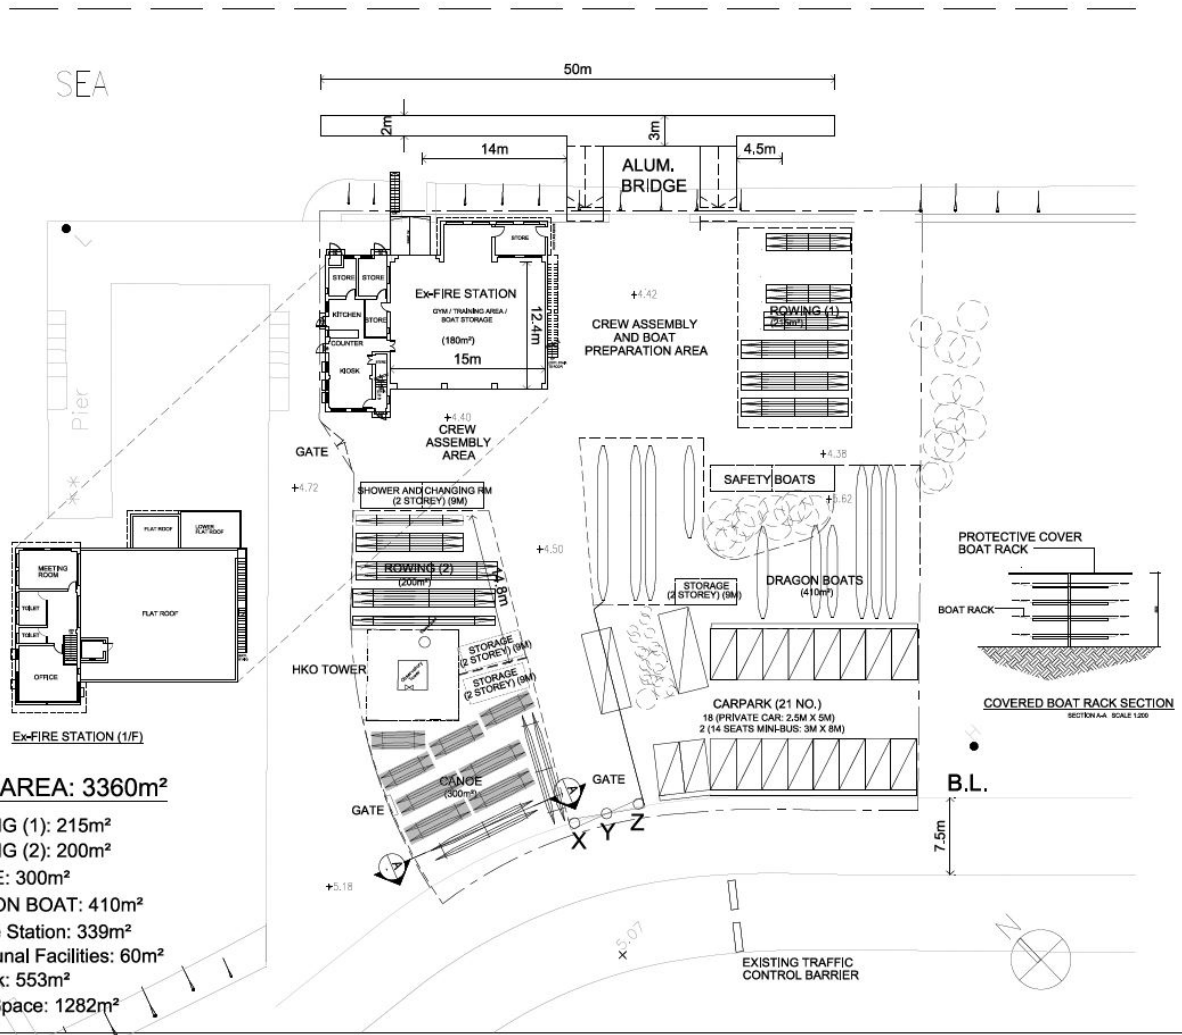 50m
SEA
2m
3m
14m
4.5m
ALUM.
BRIDGE
L
STORE
STORE
STORE
Ex-FIRE STATION
GYM / TRAINING AREA /
BOAT STORAGE
(180m²)
12.4m
15m
KITCHEN
STORE
COUNTER
KIOSK
+4.42
CREW ASSEMBLY
AND BOAT
PREPARATION AREA
ROWING (1)
(215m²)
Pier
+4.40
CREW
ASSEMBLY
AREA
GATE
+4.72
+4.38
SAFETY BOATS
+5.62
SHOWER AND CHANGING RM
(2 STOREY) (9M)
+4.50
ROWING (2)
(200m²)
STORAGE
(2 STOREY) (9M)
DRAGON BOATS
(410m²)
PROTECTIVE COVER
BOAT RACK
BOAT RACK
COVERED BOAT RACK SECTION
SECTION A-A SCALE 1:200
FLAT ROOF
LOWER
FLAT ROOF
MEETING
ROOM
TOILET
TOILET
FLAT ROOF
OFFICE
Ex-FIRE STATION (1/F)
HKO TOWER
STORAGE
(2 STOREY) (9M)
STORAGE
(2 STOREY) (9M)
CARPARK (21 NO.)
18 (PRIVATE CAR: 2.5M X 5M)
2 (14 SEATS MINI-BUS: 3M X 8M)
H
CANOE
(300m²)
GATE
GATE
A
A
X Y Z
B.L.
7.5m
AREA: 3360m²
G (1): 215m²
G (2): 200m²
E: 300m²
ON BOAT: 410m²
Station: 339m²
unal Facilities: 60m²
k: 553m²
Space: 1282m²
+5.18
5.07
EXISTING TRAFFIC
CONTROL BARRIER
N